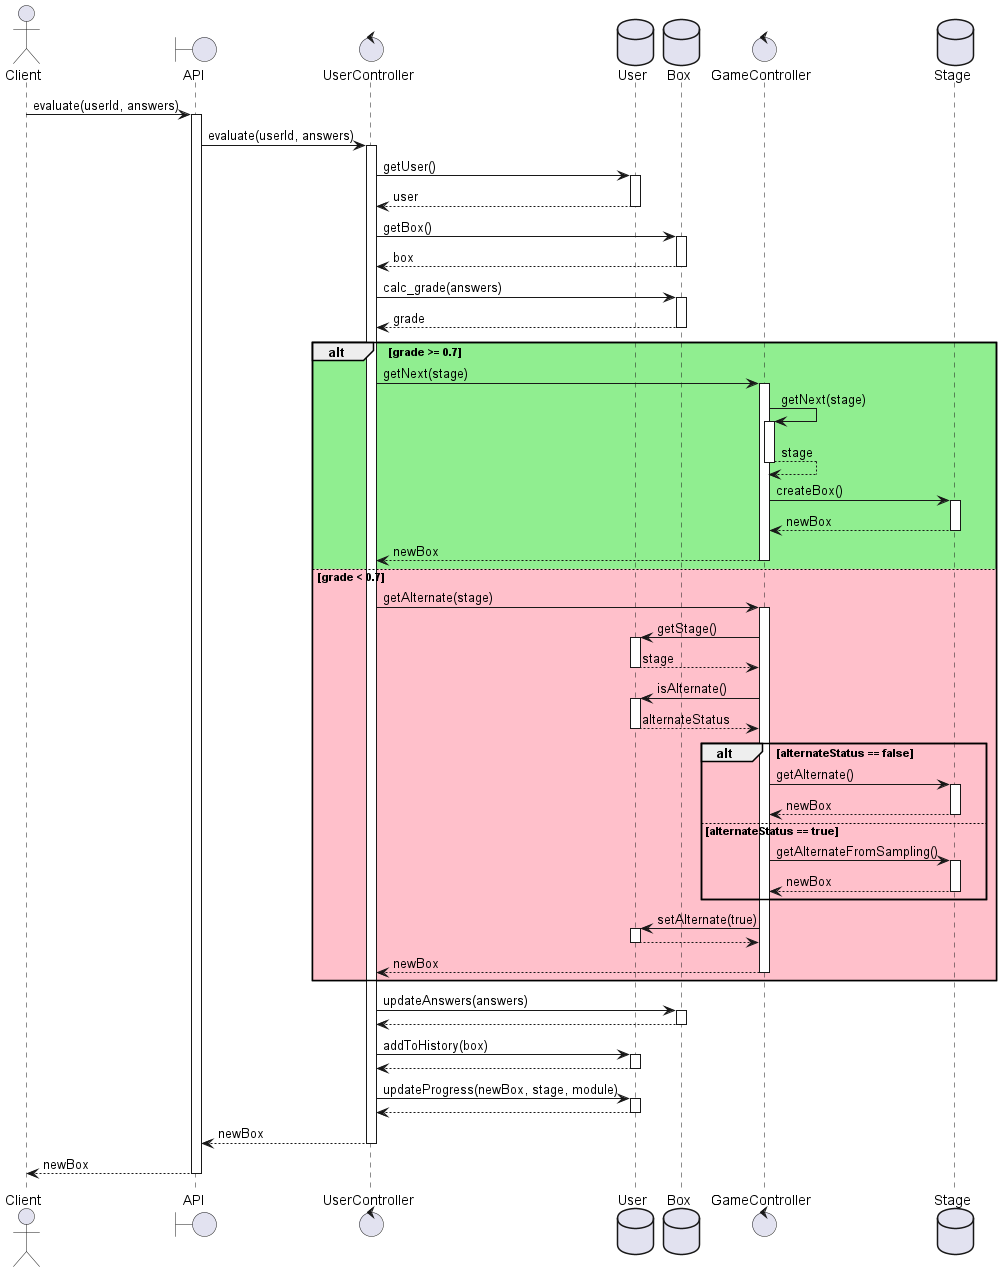 Client
API
UserController
User
Box
GameController
Stage
evaluate(userId, answers)
evaluate(userId, answers)
getUser()
user
getBox()
box
calc_grade(answers)
grade
alt
[grade >= 0.7]
getNext(stage)
getNext(stage)
stage
createBox()
newBox
newBox
[grade < 0.7]
getAlternate(stage)
getStage()
stage
isAlternate()
alternateStatus
alt
[alternateStatus == false]
getAlternate()
newBox
[alternateStatus == true]
getAlternateFromSampling()
newBox
setAlternate(true)
newBox
updateAnswers(answers)
addToHistory(box)
updateProgress(newBox, stage, module)
newBox
newBox
Client
API
UserController
User
Box
GameController
Stage